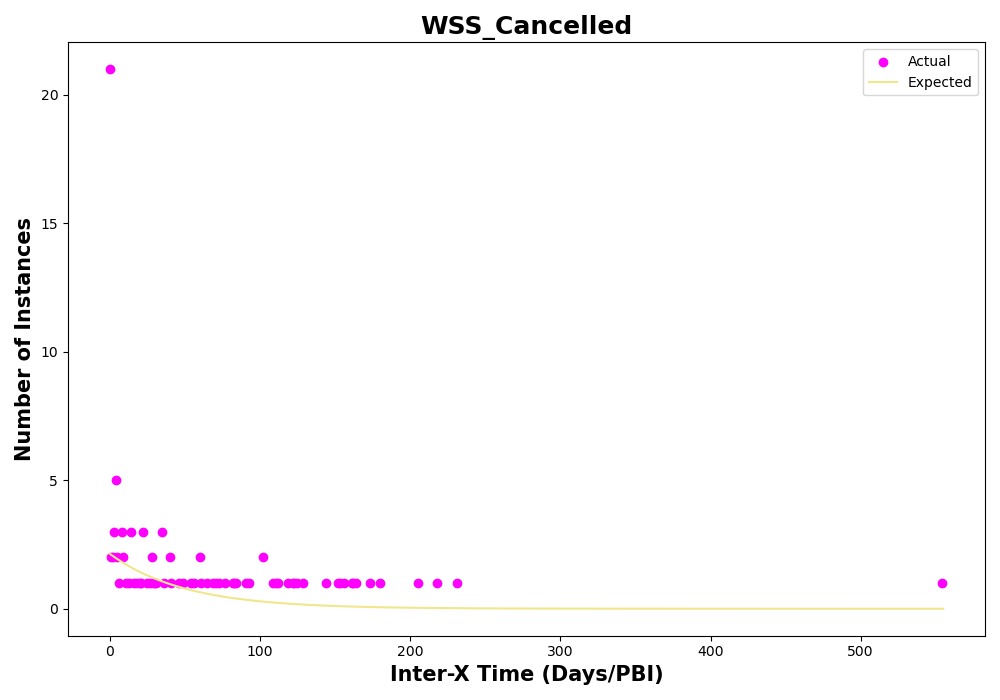 WSS_Cancelled
Actual
Expected
Number of Instances
20
15
10
5
0
0 100 200 300 400 500
Inter-X Time (Days/PBI)